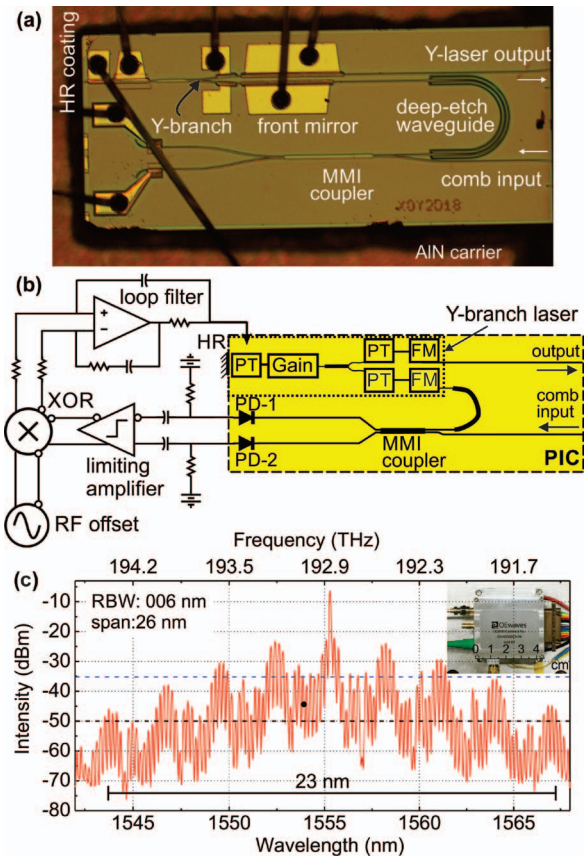 (a)
HR coating
Y-laser output
Y-branch
front mirror
deep-etch
waveguide
MMI
coupler
comb input
XOY2018
AlN carrier
(b)
loop filter
+
-
HR
Y-branch laser
PT
Gain
PT
FM
PT
FM
output
comb
input
XOR
PD-1
PD-2
limiting
amplifier
MMI
coupler
PIC
RF offset
Frequency (THz)
194.2 193.5 192.9 192.3 191.7
(c)
RBW: 006 nm
span:26 nm
OEwaves
0 1 2 3 4
cm
Intensity (dBm)
-10
-20
-30
-40
-50
-60
-70
-80
23 nm
1545 1550 1555 1560 1565
Wavelength (nm)